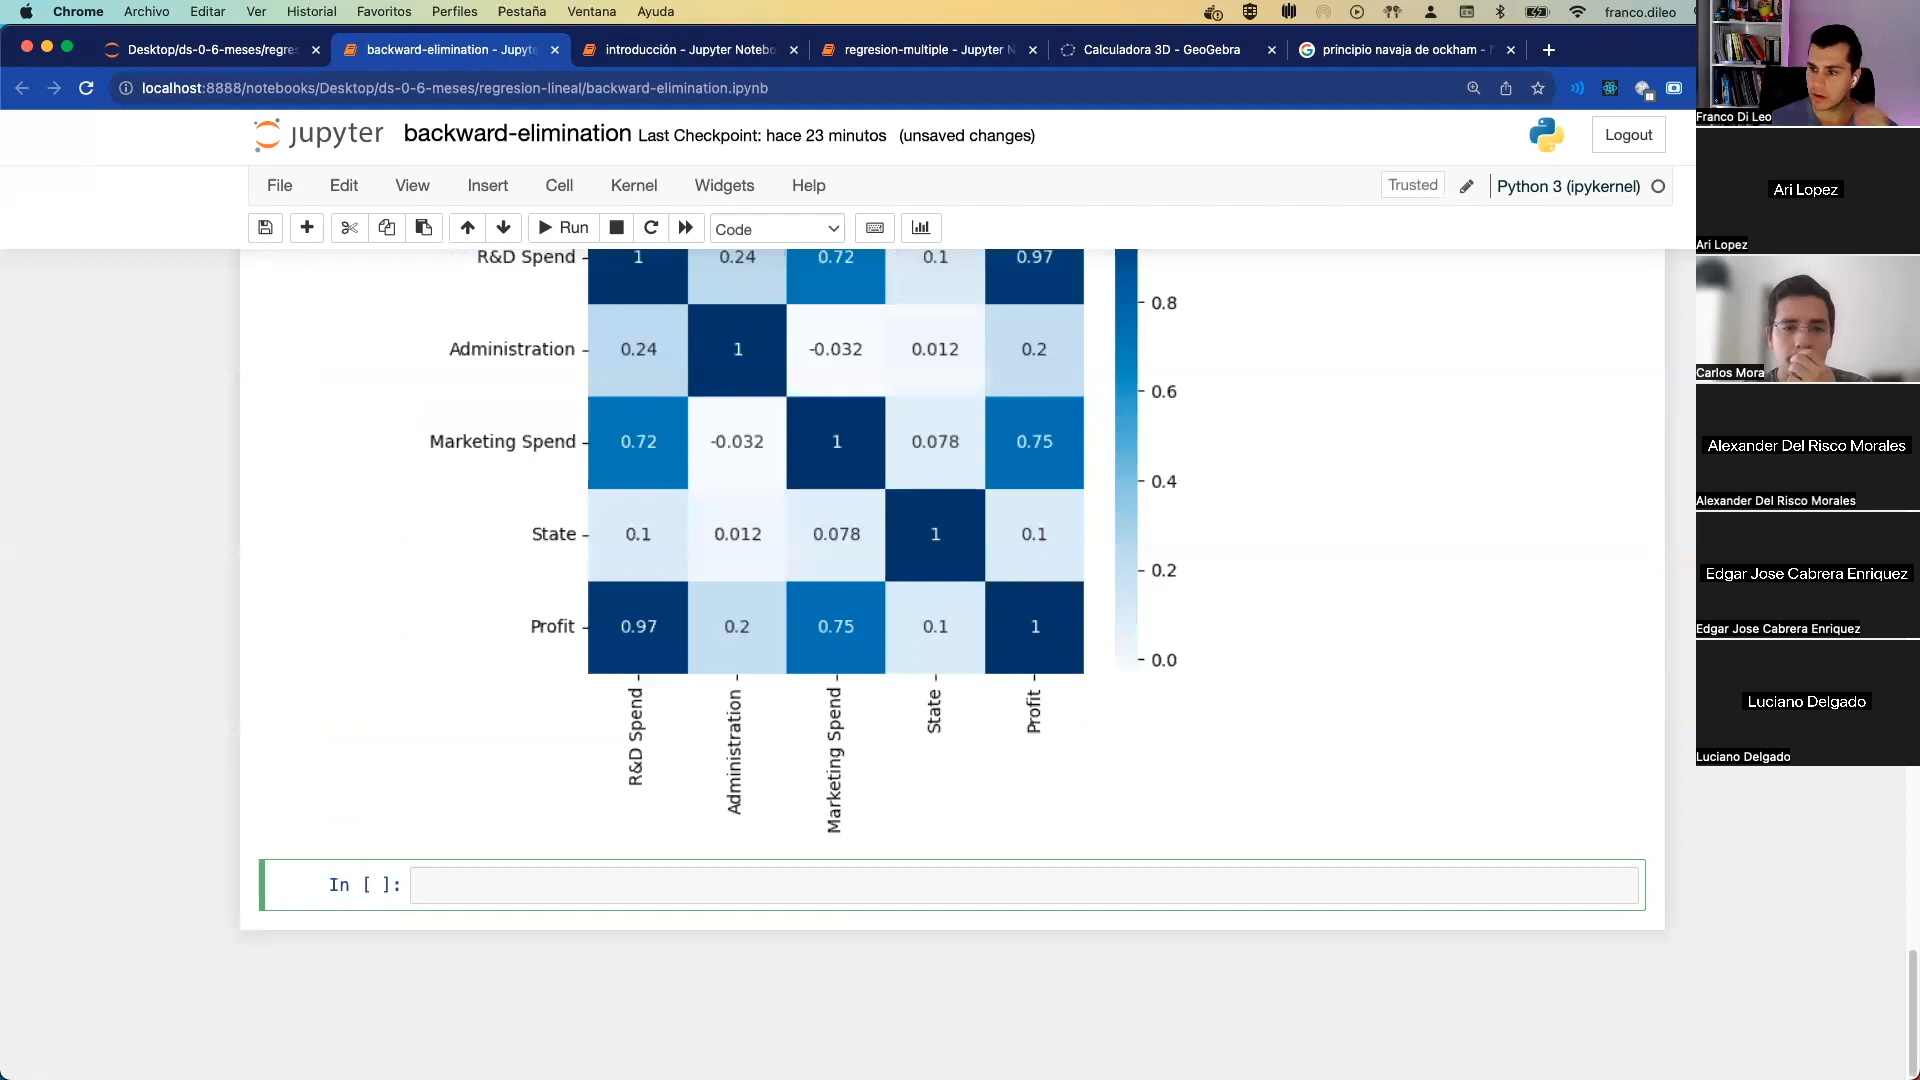 Chrome Archivo Editar Ver Historial Favoritos Perfiles Pestaña Ventana Ayuda franco.dileo
Desktop/ds-0-6-meses/regre backward-elimination - Jupyte introducción - Jupyter Notebo regresion-multiple - Jupyter N Calculadora 3D - GeoGebra principio navaja de ockham -
localhost:8888/notebooks/Desktop/ds-0-6-meses/regresion-lineal/backward-elimination.ipynb
jupyter backward-elimination Last Checkpoint: hace 23 minutos (unsaved changes) Logout
File Edit View Insert Cell Kernel Widgets Help Trusted Python 3 (ipykernel)
Run Code
R&D Spend 1 0.24 0.72 0.1 0.97
0.8
Administration 0.24 1 -0.032 0.012 0.2
0.6
Marketing Spend 0.72 -0.032 1 0.078 0.75
0.4
State 0.1 0.012 0.078 1 0.1
0.2
Profit 0.97 0.2 0.75 0.1 1
0.0
R&D Spend
Administration
Marketing Spend
State
Profit
In [ ]:
Franco Di Leo
Ari Lopez
Ari Lopez
Carlos Mora
Alexander Del Risco Morales
Alexander Del Risco Morales
Edgar Jose Cabrera Enriquez
Edgar Jose Cabrera Enriquez
Luciano Delgado
Luciano Delgado